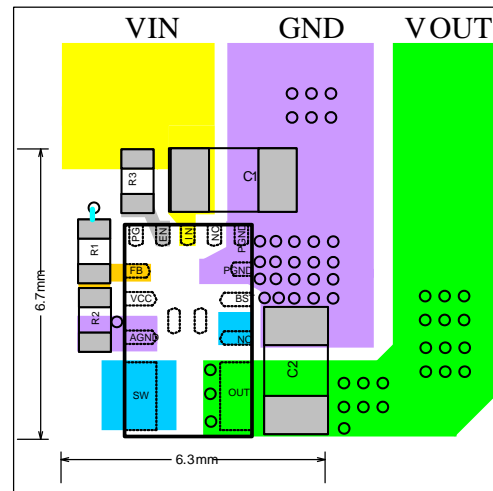 VIN GND VOUT
R3
C1
R1
PG EN IN NC PGND
FB PGND
R2
VCC BST
AGND NC
SW OUT
C2
6.7mm
6.3mm